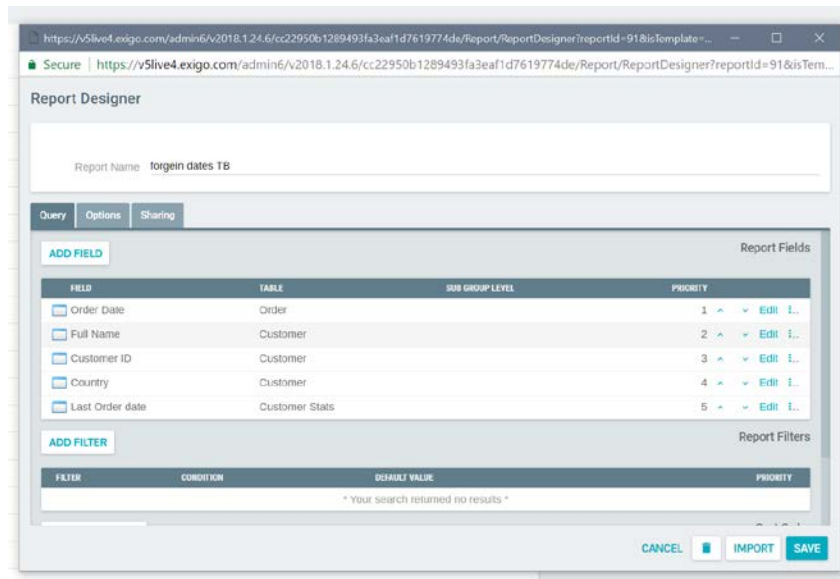 https://v5live4.exigo.com/admin6/v2018.1.24.6/cc22950b1289493fa3eaf1d7619774de/Report/ReportDesigner?reportId=91&isTemplate=...
Secure | https://v5live4.exigo.com/admin6/v2018.1.24.6/cc22950b1289493fa3eaf1d7619774de/Report/ReportDesigner?reportId=91&isTem...
Report Designer
Report Name forgein dates TB
Query Options Sharing
ADD FIELD Report Fields
FIELD TABLE SUB GROUP LEVEL PRIORITY
Order Date Order 1 Edit
Full Name Customer 2 Edit
Customer ID Customer 3 Edit
Country Customer 4 Edit
Last Order date Customer Stats 5 Edit
ADD FILTER Report Filters
FILTER CONDITION DEFAULT VALUE PRIORITY
* Your search returned no results *
CANCEL IMPORT SAVE